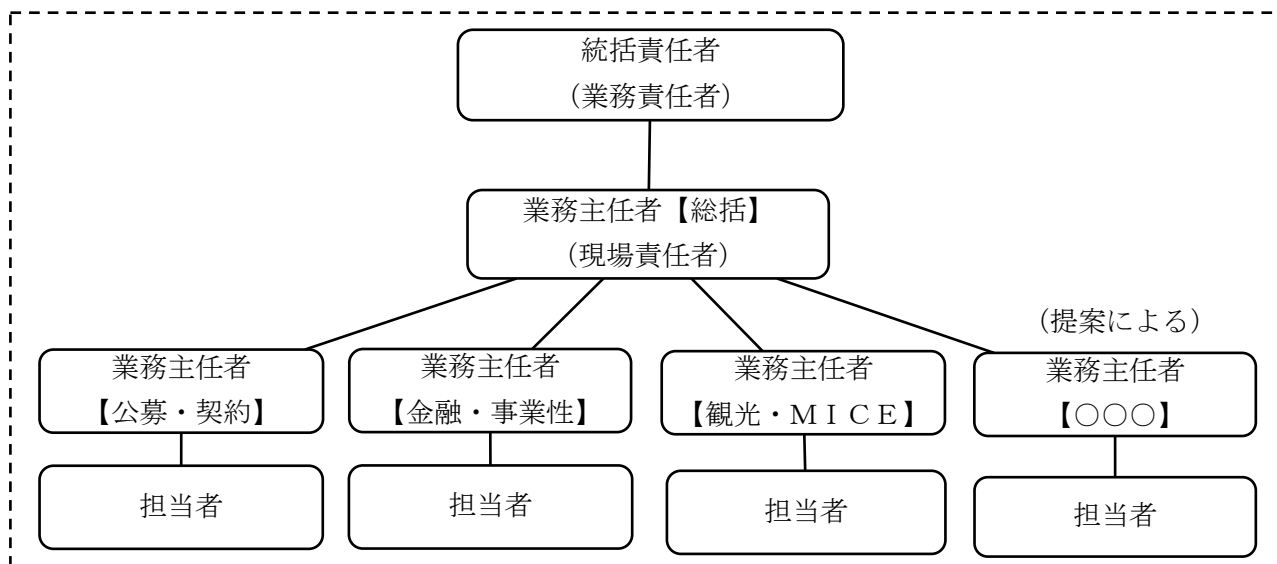 統括責任者
（業務責任者）
業務主任者【総括】
（現場責任者）
（提案による）
業務主任者
【公募・契約】
業務主任者
【金融・事業性】
業務主任者
【観光・ＭＩＣＥ】
業務主任者
【○○○】
担当者
担当者
担当者
担当者